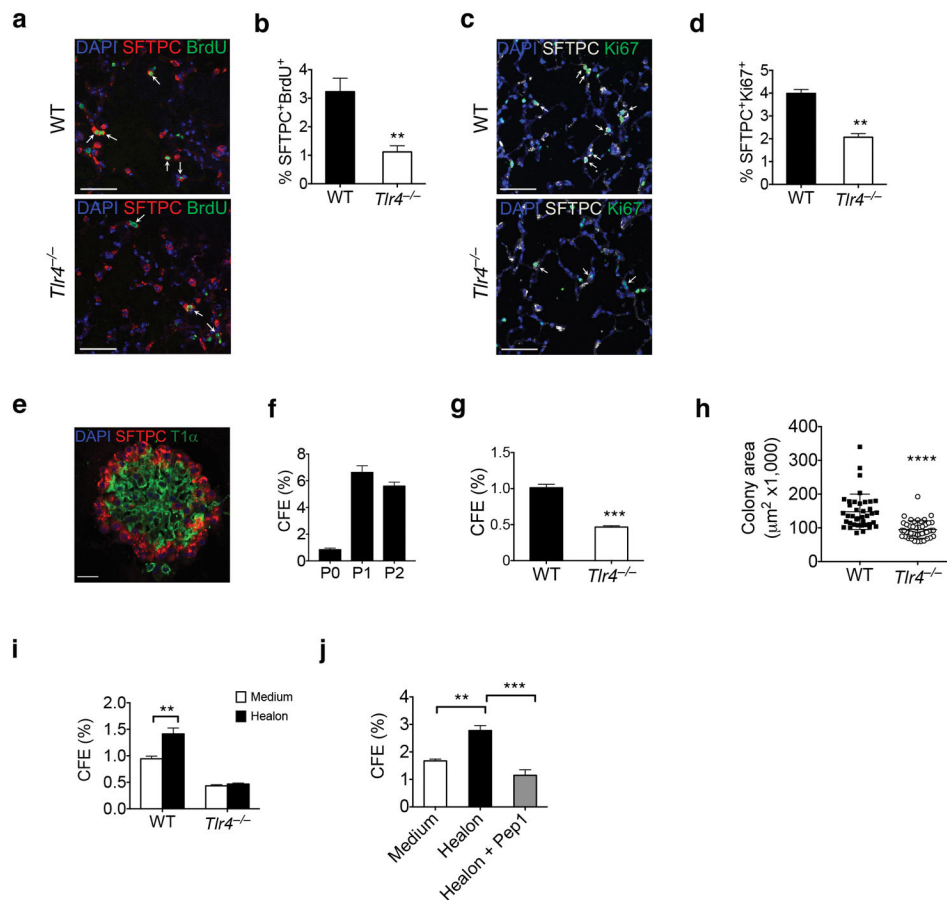 a
DAPI SFTPC BrdU
WT
DAPI SFTPC BrdU
Tlr4–/–
b
% SFTPC+BrdU+
4
3
2
1
0
**
WT Tlr4–/–
c
SFTPC Ki67
DAPI SFTPC Ki67
WT
Tlr4–/–
d
% SFTPC+Ki67+
5
4
3
2
1
0
**
WT Tlr4–/–
e
DAPI SFTPC T1α
f
CFE (%)
8
6
4
2
0
P0 P1 P2
g
CFE (%)
1.5
1.0
0.5
0
***
WT Tlr4–/–
h
Colony area
(μm² x1,000)
400
300
200
100
0
****
WT Tlr4–/–
i
CFE (%)
2.0
1.5
1.0
0.5
0.0
**
Medium
Healon
WT Tlr4–/–
j
CFE (%)
4
3
2
1
0
** ***
Medium
Healon
Healon + Pep1